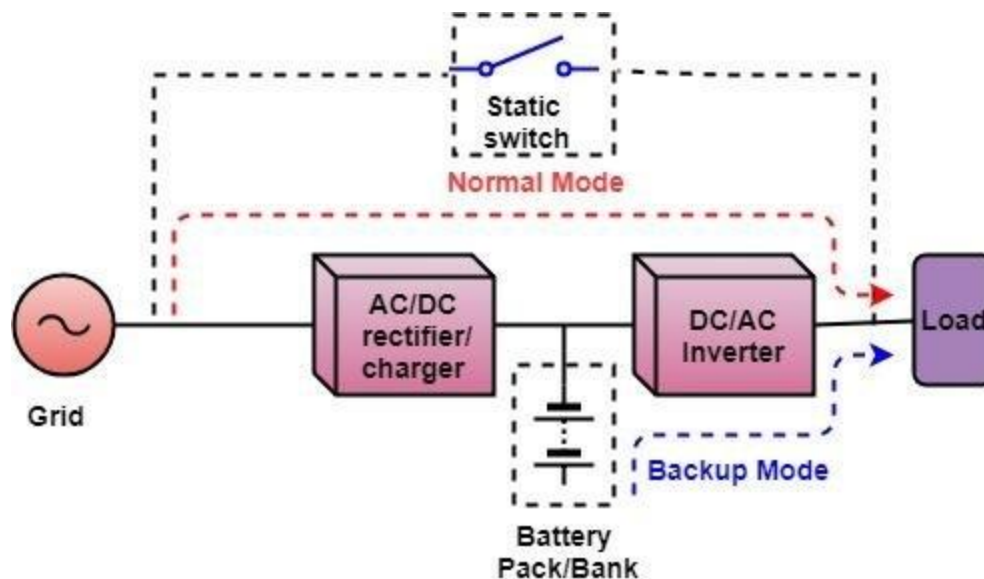 Static
switch
Normal Mode
AC/DC
rectifier/
charger
DC/AC
Inverter
Load
Grid
Backup Mode
Battery
Pack/Bank